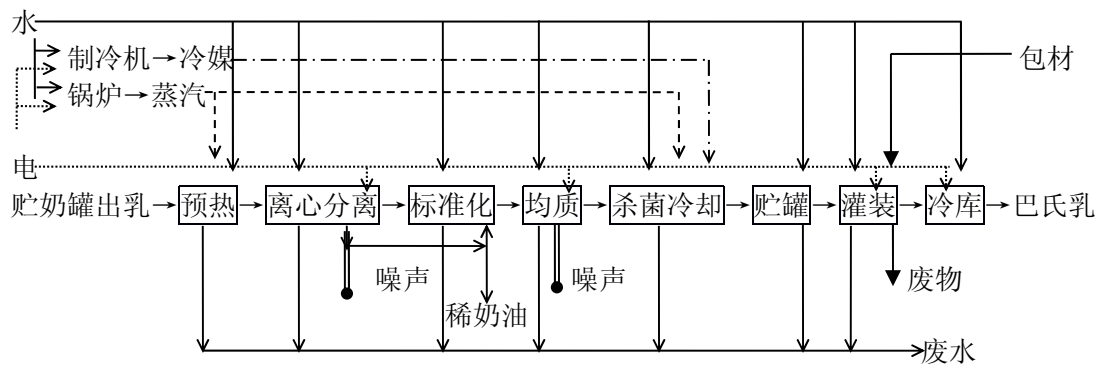 水
制冷机→冷媒
包材
锅炉→蒸汽
电
贮奶罐出乳→预热→离心分离→标准化→均质→杀菌冷却→贮罐→灌装→冷库→巴氏乳
噪声
噪声
废物
稀奶油
废水